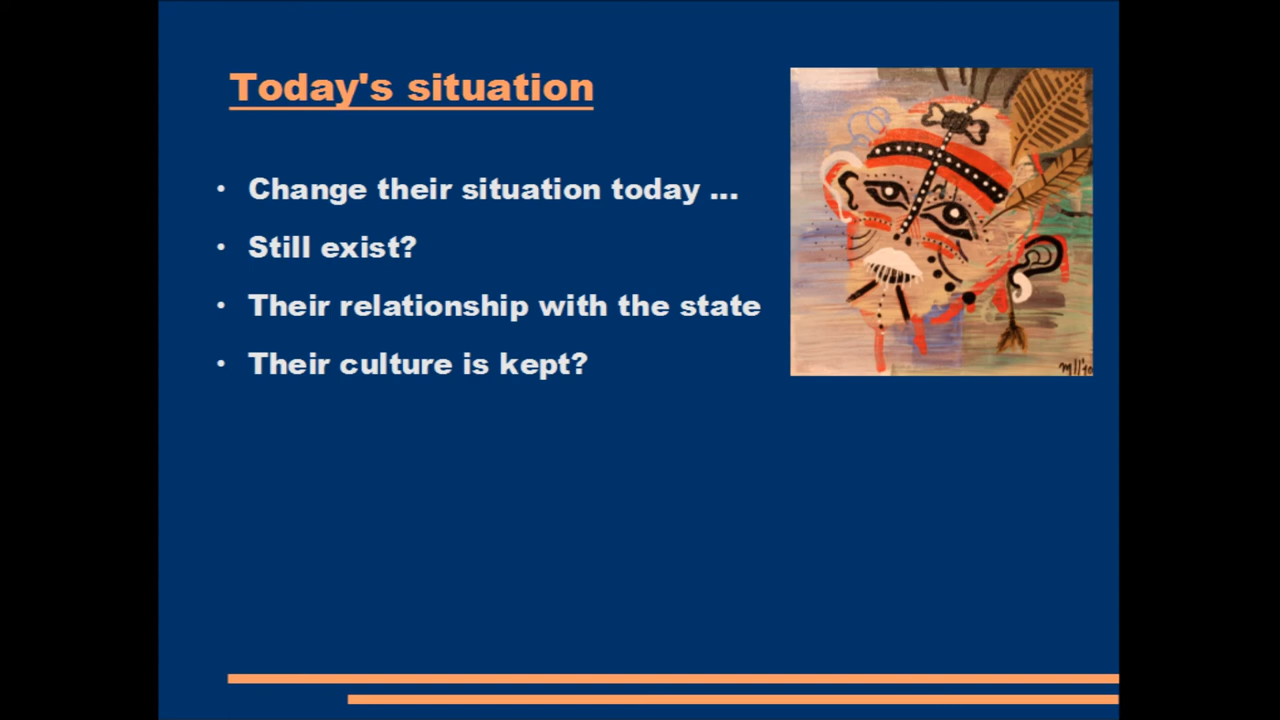 Today's situation
• Change their situation today ...
• Still exist?
• Their relationship with the state
• Their culture is kept?